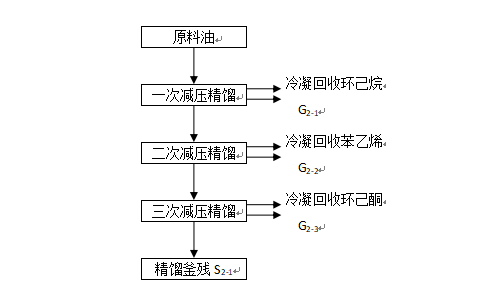 原料油
一次减压精馏
冷凝回收环己烷
G2-1
二次减压精馏
冷凝回收苯乙烯
G2-2
三次减压精馏
冷凝回收环己酮
G2-3
精馏釜残 S2-1